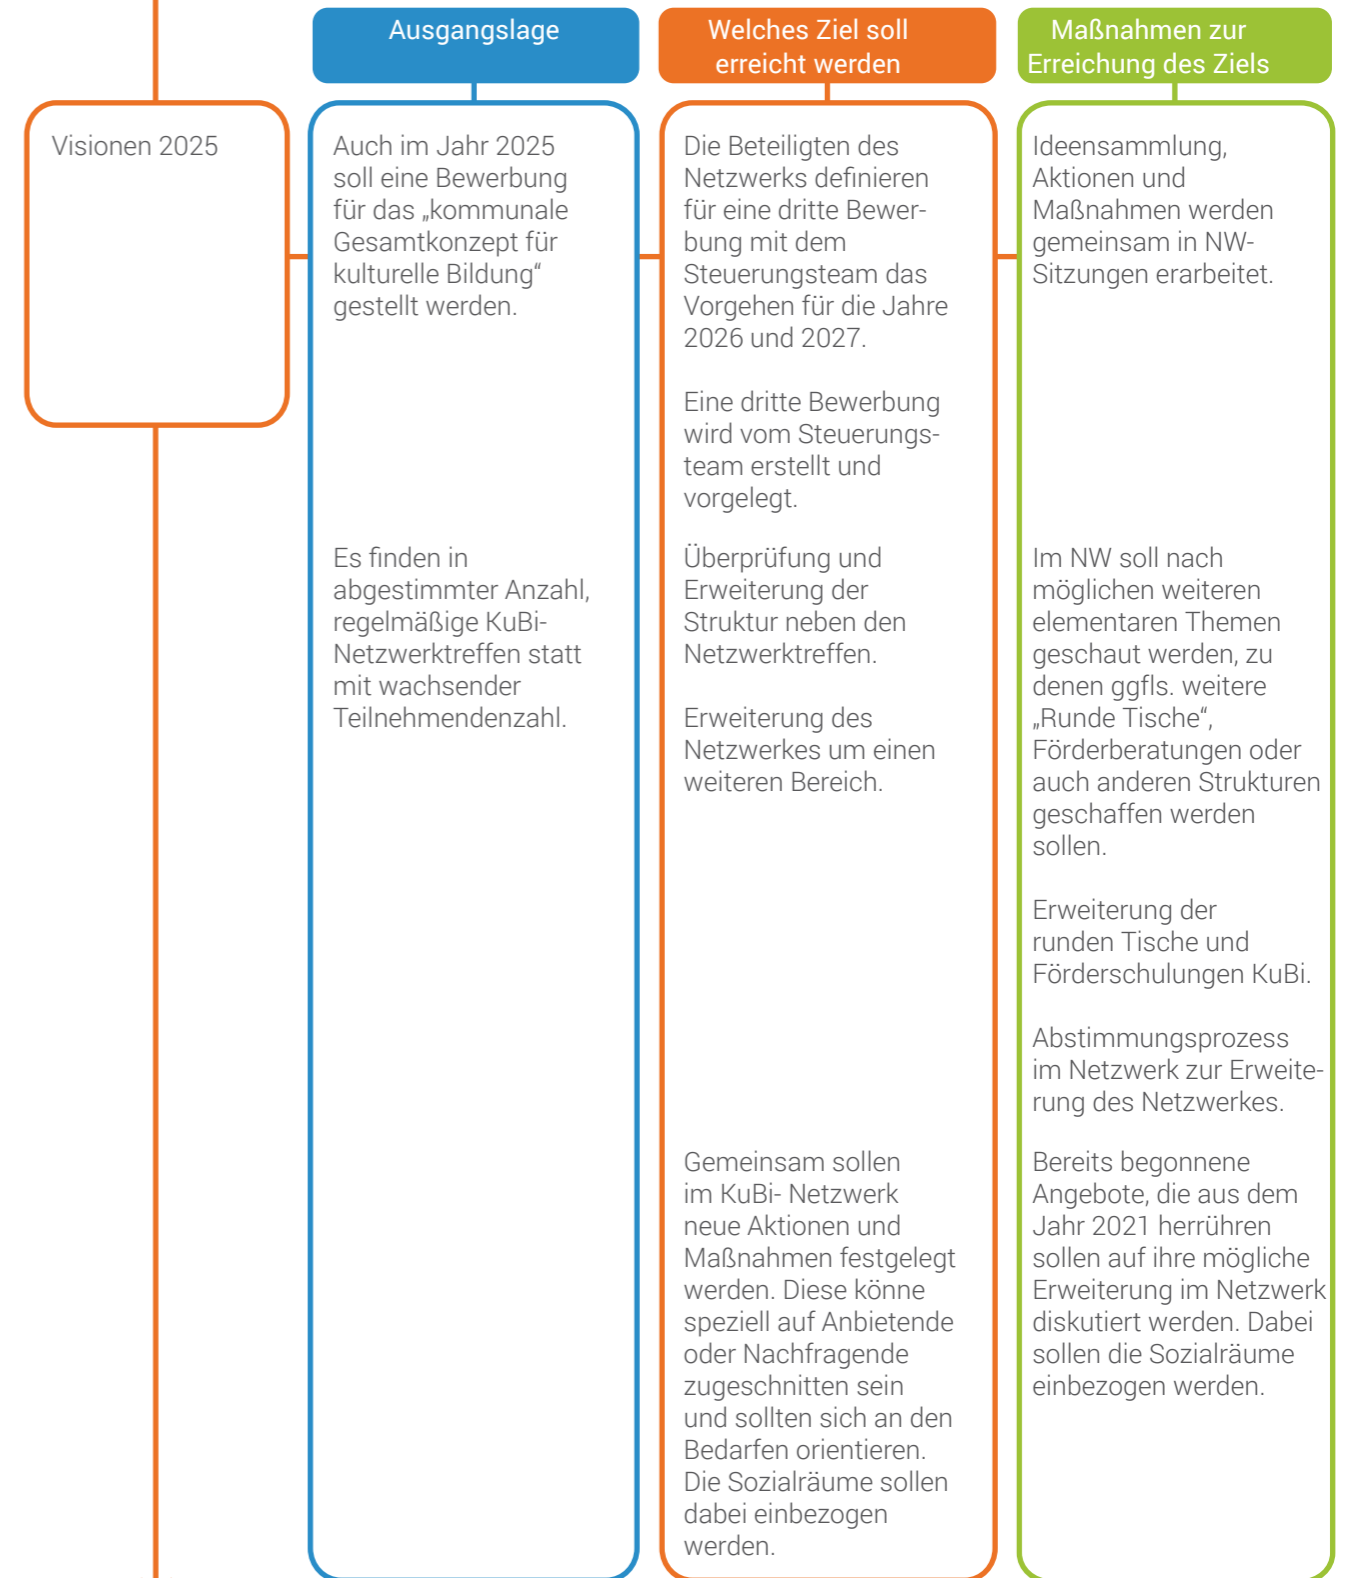 Ausgangslage
Welches Ziel soll
erreicht werden
Maßnahmen zur
Erreichung des Ziels
Visionen 2025
Auch im Jahr 2025
soll eine Bewerbung
für das „kommunale
Gesamtkonzept für
kulturelle Bildung“
gestellt werden.
Es finden in
abgestimmter Anzahl,
regelmäßige KuBi-
Netzwerktreffen statt
mit wachsender
Teilnehmendenzahl.
Die Beteiligten des
Netzwerks definieren
für eine dritte Bewer-
bung mit dem
Steuerungsteam das
Vorgehen für die Jahre
2026 und 2027.
Eine dritte Bewerbung
wird vom Steuerungs-
team erstellt und
vorgelegt.
Überprüfung und
Erweiterung der
Struktur neben den
Netzwerktreffen.
Erweiterung des
Netzwerkes um einen
weiteren Bereich.
Gemeinsam sollen
im KuBi- Netzwerk
neue Aktionen und
Maßnahmen festgelegt
werden. Diese könne
speziell auf Anbietende
oder Nachfragende
zugeschnitten sein
und sollten sich an den
Bedarfen orientieren.
Die Sozialräume sollen
dabei einbezogen
werden.
Ideensammlung,
Aktionen und
Maßnahmen werden
gemeinsam in NW-
Sitzungen erarbeitet.
Im NW soll nach
möglichen weiteren
elementaren Themen
geschaut werden, zu
denen ggfls. weitere
„Runde Tische“,
Förderberatungen oder
auch anderen Strukturen
geschaffen werden
sollen.
Erweiterung der
runden Tische und
Förderschulungen KuBi.
Abstimmungsprozess
im Netzwerk zur Erweite-
rung des Netzwerkes.
Bereits begonnene
Angebote, die aus dem
Jahr 2021 herrühren
sollen auf ihre mögliche
Erweiterung im Netzwerk
diskutiert werden. Dabei
sollen die Sozialräume
einbezogen werden.